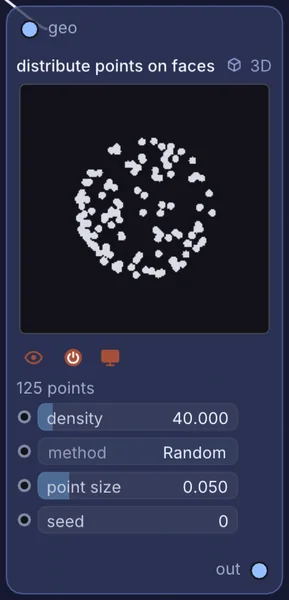 geo
distribute points on faces 3D
125 points
density 40.000
method Random
point size 0.050
seed 0
out